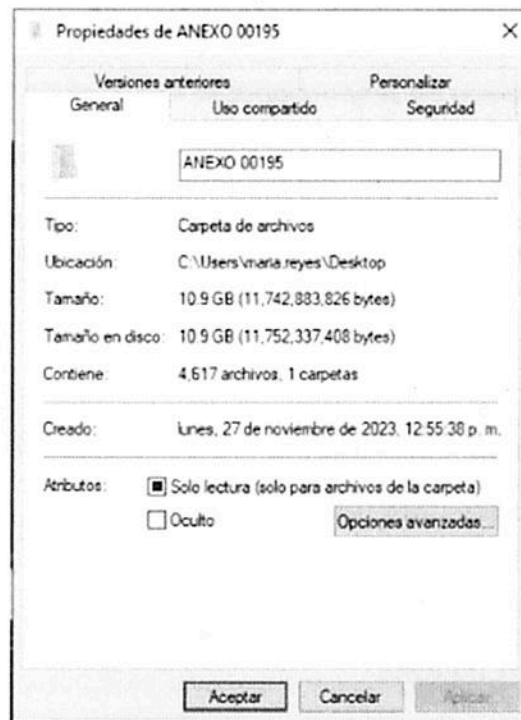 Propiedades de ANEXO 00195
Versiones anteriores Personalizar
General Uso compartido Seguridad
ANEXO 00195
Tipo: Carpeta de archivos
Ubicación: C:\Users\maria.reyes\Desktop
Tamaño: 10.9 GB (11,742,883,826 bytes)
Tamaño en disco: 10.9 GB (11,752,337,408 bytes)
Contiene: 4,617 archivos, 1 carpetas
Creado: lunes, 27 de noviembre de 2023, 12:55:38 p. m.
Atributos: Solo lectura (solo para archivos de la carpeta)
Oculto Opciones avanzadas...
Aceptar Cancelar Aplicar